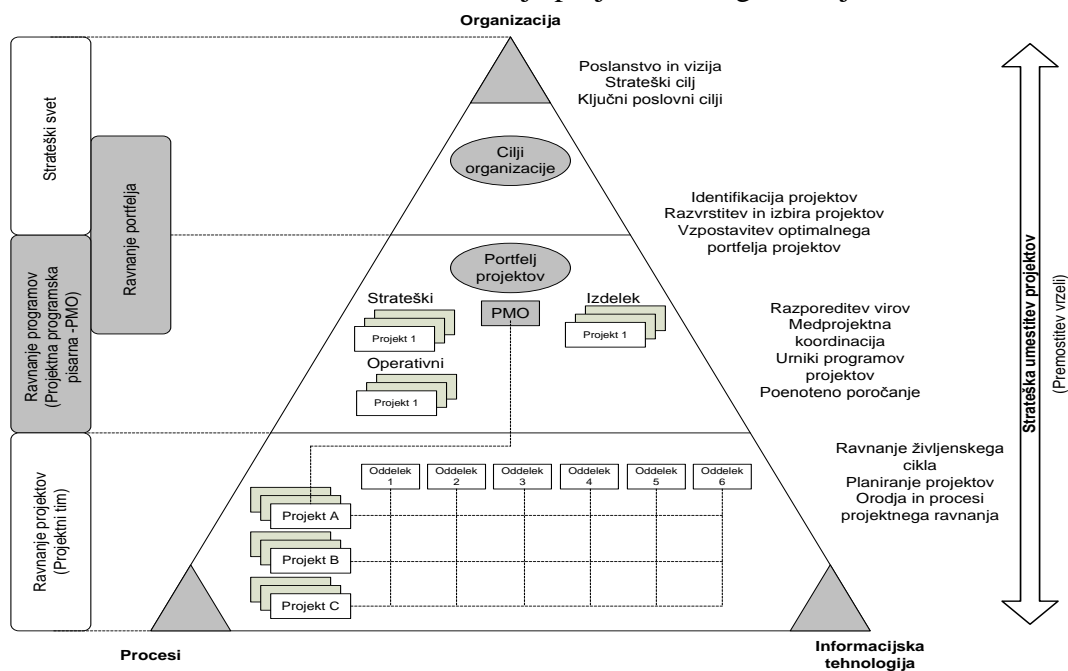 Organizacija
Poslanstvo in vizija
Strateški cilj
Ključni poslovni cilji
Strateški svet
Cilji
organizacije
Ravnanje portfelja
Identifikacija projektov
Razvrstitev in izbira projektov
Vzpostavitev optimalnega
portfelja projektov
Ravnanje programov
(Projektna programska
pisarna -PMO)
Portfelj
projektov
PMO
Strateški
Projekt 1
Izdelek
Projekt 1
Operativni
Projekt 1
Razporeditev virov
Medprojektna
koordinacija
Urniki programov
projektov
Poenoteno poročanje
Ravnanje projektov
(Projektni tim)
Oddelek
1
Oddelek
2
Oddelek
3
Oddelek
4
Oddelek
5
Oddelek
6
Projekt A
Projekt B
Projekt C
Ravnanje življenskega
cikla
Planiranje projektov
Orodja in procesi
projektnega ravnanja
Strateška umestitev projektov
(Premostitev vrzeli)
Procesi
Informacijska
tehnologija